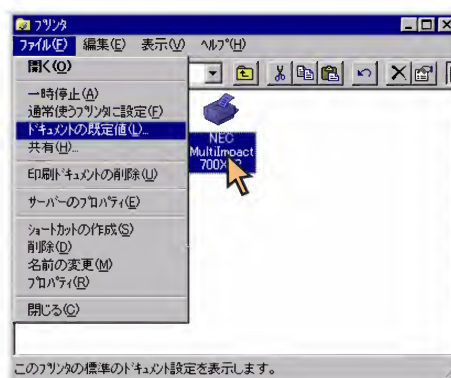 プリンタ
ファイル(F) 編集(E) 表示(V) ヘルプ(H)
開く(O)
一時停止(A)
通常使うプリンタに設定(F)
ドキュメントの既定値(L)...
共有(H)...
印刷ドキュメントの削除(U)
サーバーのプロパティ(E)
ショートカットの作成(S)
削除(D)
名前の変更(M)
プロパティ(R)
閉じる(C)
NEC
MultiImpact
このプリンタの標準のドキュメント設定を表示します。